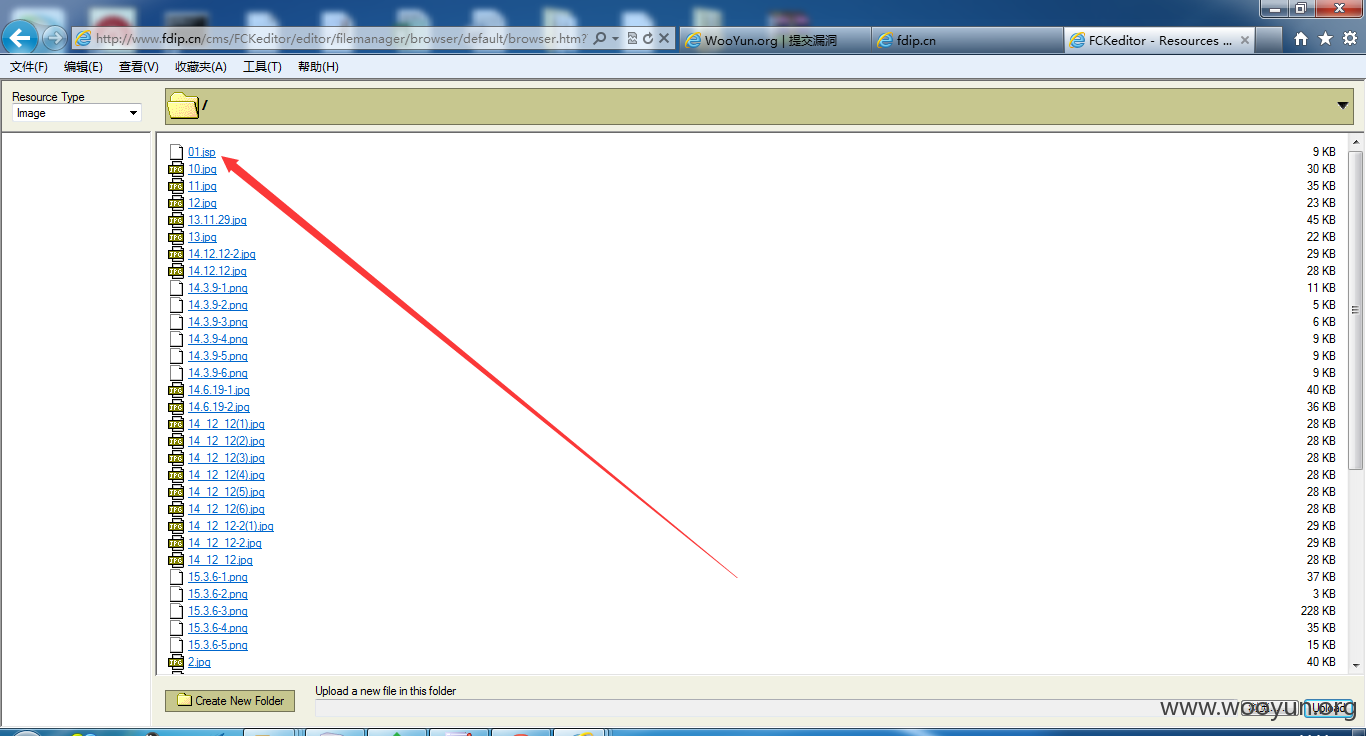 http://www.fdip.cn/cms/FCKeditor/editor/filemanager/browser/default/browser.htm?
WooYun.org | 提交漏洞
fdip.cn
FCKeditor - Resources ...
文件(F) 编辑(E) 查看(V) 收藏夹(A) 工具(T) 帮助(H)
Resource Type
Image
/
01.jsp 9 KB
10.jpg 30 KB
11.jpg 35 KB
12.jpg 23 KB
13.11.29.jpg 45 KB
13.jpg 22 KB
14.12.12-2.jpg 29 KB
14.12.12.jpg 28 KB
14.3.9-1.png 11 KB
14.3.9-2.png 5 KB
14.3.9-3.png 6 KB
14.3.9-4.png 9 KB
14.3.9-5.png 9 KB
14.3.9-6.png 9 KB
14.6.19-1.jpg 40 KB
14.6.19-2.jpg 36 KB
14_12_12(1).jpg 28 KB
14_12_12(2).jpg 28 KB
14_12_12(3).jpg 28 KB
14_12_12(4).jpg 28 KB
14_12_12(5).jpg 28 KB
14_12_12(6).jpg 28 KB
14_12_12-2(1).jpg 29 KB
14_12_12-2.jpg 29 KB
14_12_12.jpg 28 KB
15.3.6-1.png 37 KB
15.3.6-2.png 3 KB
15.3.6-3.png 228 KB
15.3.6-4.png 35 KB
15.3.6-5.png 15 KB
2.jpg 40 KB
Create New Folder
Upload a new file in this folder
Upload
www.wooyun.org